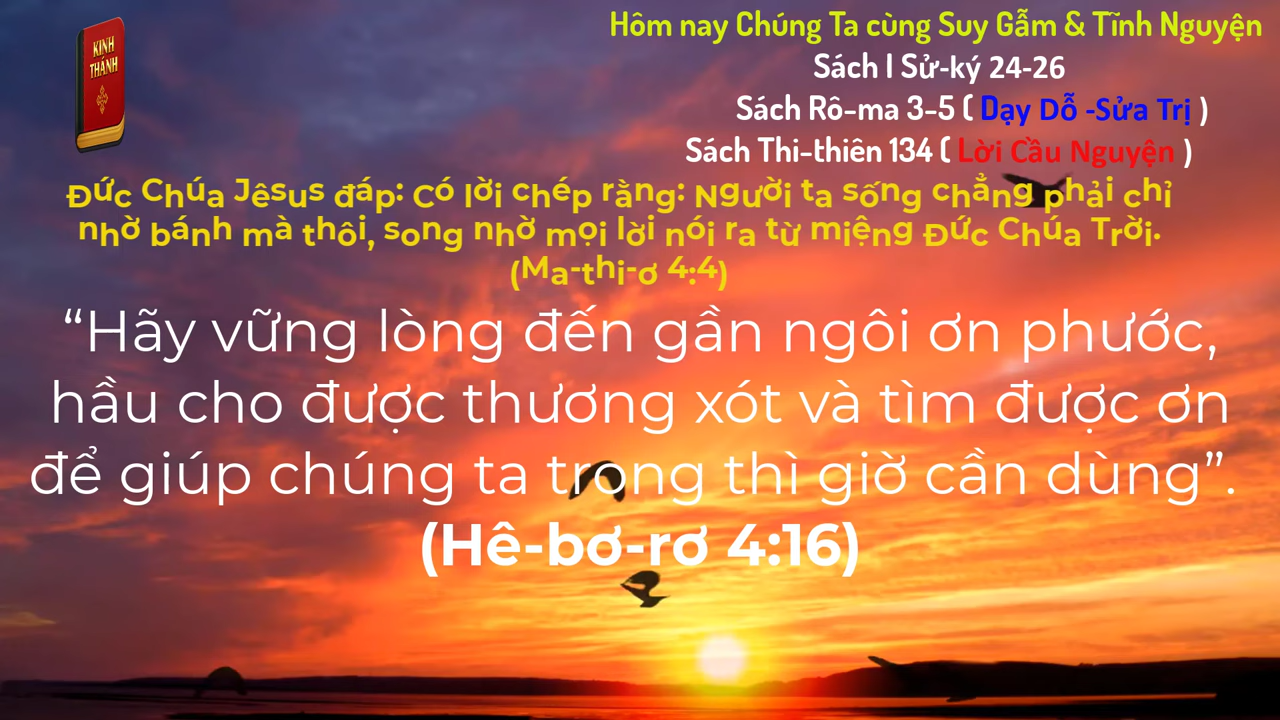 KINH
THÁNH
Hôm nay Chúng Ta cùng Suy Gẫm & Tĩnh Nguyện
Sách I Sử-ký 24-26
Sách Rô-ma 3-5 ( Dạy Dỗ -Sửa Trị )
Sách Thi-thiên 134 ( Lời Cầu Nguyện )
Đức Chúa Jêsus đáp: Có lời chép rằng: Người ta sống chẳng phải chỉ
nhờ bánh mà thôi, song nhờ mọi lời nói ra từ miệng Đức Chúa Trời.
(Ma-thi-ơ 4:4)
“Hãy vững lòng đến gần ngôi ơn phước,
hầu cho được thương xót và tìm được ơn
để giúp chúng ta trong thì giờ cần dùng”.
(Hê-bơ-rơ 4:16)